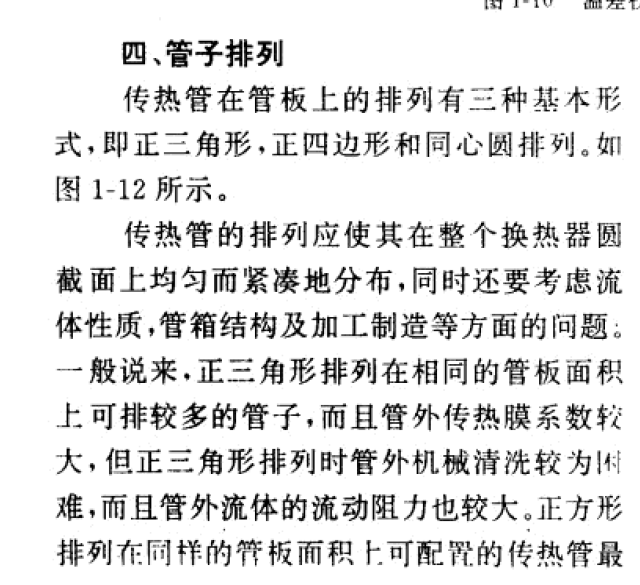 图 1-10 温差
四、管子排列
传热管在管板上的排列有三种基本形
式，即正三角形，正四边形和同心圆排列。如
图 1-12 所示。
传热管的排列应使其在整个换热器圆
截面上均匀而紧凑地分布，同时还要考虑流
体性质，管箱结构及加工制造等方面的问题。
一般说来，正三角形排列在相同的管板面积
上可排较多的管子，而且管外传热膜系数较
大，但正三角形排列时管外机械清洗较为困
难，而且管外流体的流动阻力也较大。正方形
排列在同样的管板面积上可配置的传热管最